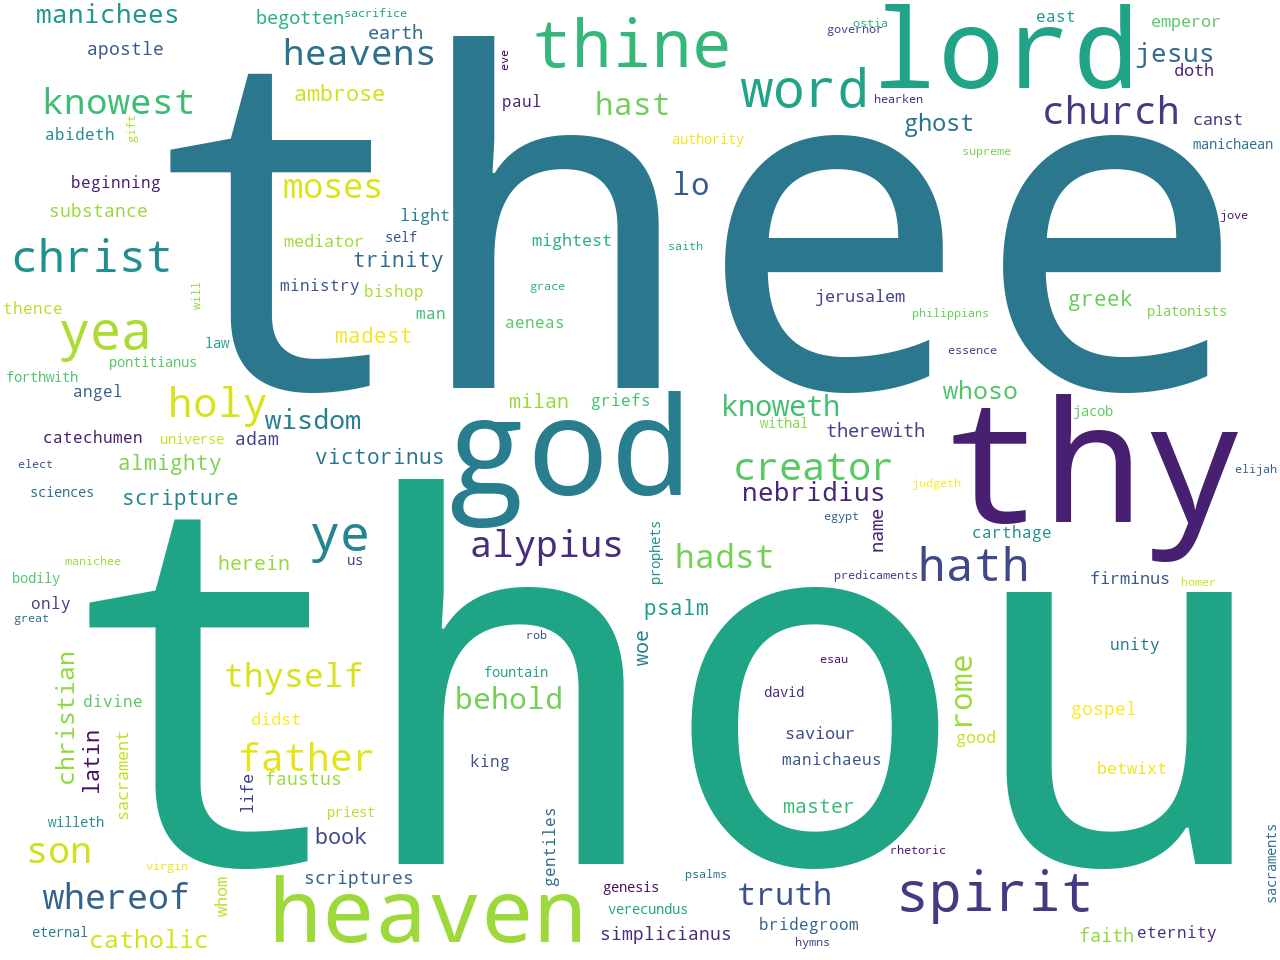 manichees
begotten
sacrifice
thine
lord
ostia
governor
east
emperor
apostle
earth
heavens
eve
jesus
doth
word
knowest
ambrose
paul
hast
hearken
church
canst
ghost
abideth
gift
authority
supreme
manichaean
thee
beginning
moses
lo
substance
light
jove
mediator
self
mightest
saith
christ
trinity
ministry
bishop
grace
jerusalem
greek
platonists
thence
will
man
aeneas
philippians
yea
madest
law
essence
pontitianus
forthwith
angel
whoso
holy
milan
griefs
knoweth
wisdom
god
withal
jacob
thy
catechumen
universe
adam
therewith
almighty
victorinus
creator
elect
elijah
sciences
scripture
nebridius
judgeth
egypt
name
ye
alypius
carthage
us
manichee
herein
prophets
hadst
hath
predicaments
firminus
homer
bodily
only
great
thou
psalm
woe
rob
unity
esau
christian
thyself
fountain
behold
david
rome
divine
didst
gospel
saviour
good
latin
father
king
manichaeus
betwixt
sacrament
life
faustus
priest
master
willeth
book
son
gentiles
rhetoric
virgin
scriptures
psalms
sacraments
whereof
whom
heaven
genesis
truth
spirit
verecundus
bridegroom
eternal
catholic
simplicianus
hymns
faith
eternity